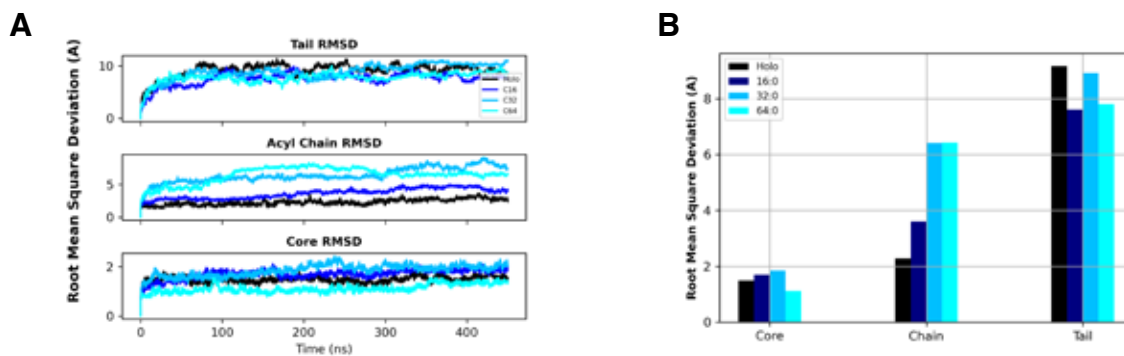 A
Root Mean Square Deviation (A)
Tail RMSD
10
0
Holo
C16
C32
C64
Acyl Chain RMSD
5
0
Core RMSD
2
0
0 100 200 300 400
Time (ns)
B
Root Mean Square Deviation (A)
8
6
4
2
0
Holo
16:0
32:0
64:0
Core Chain Tail